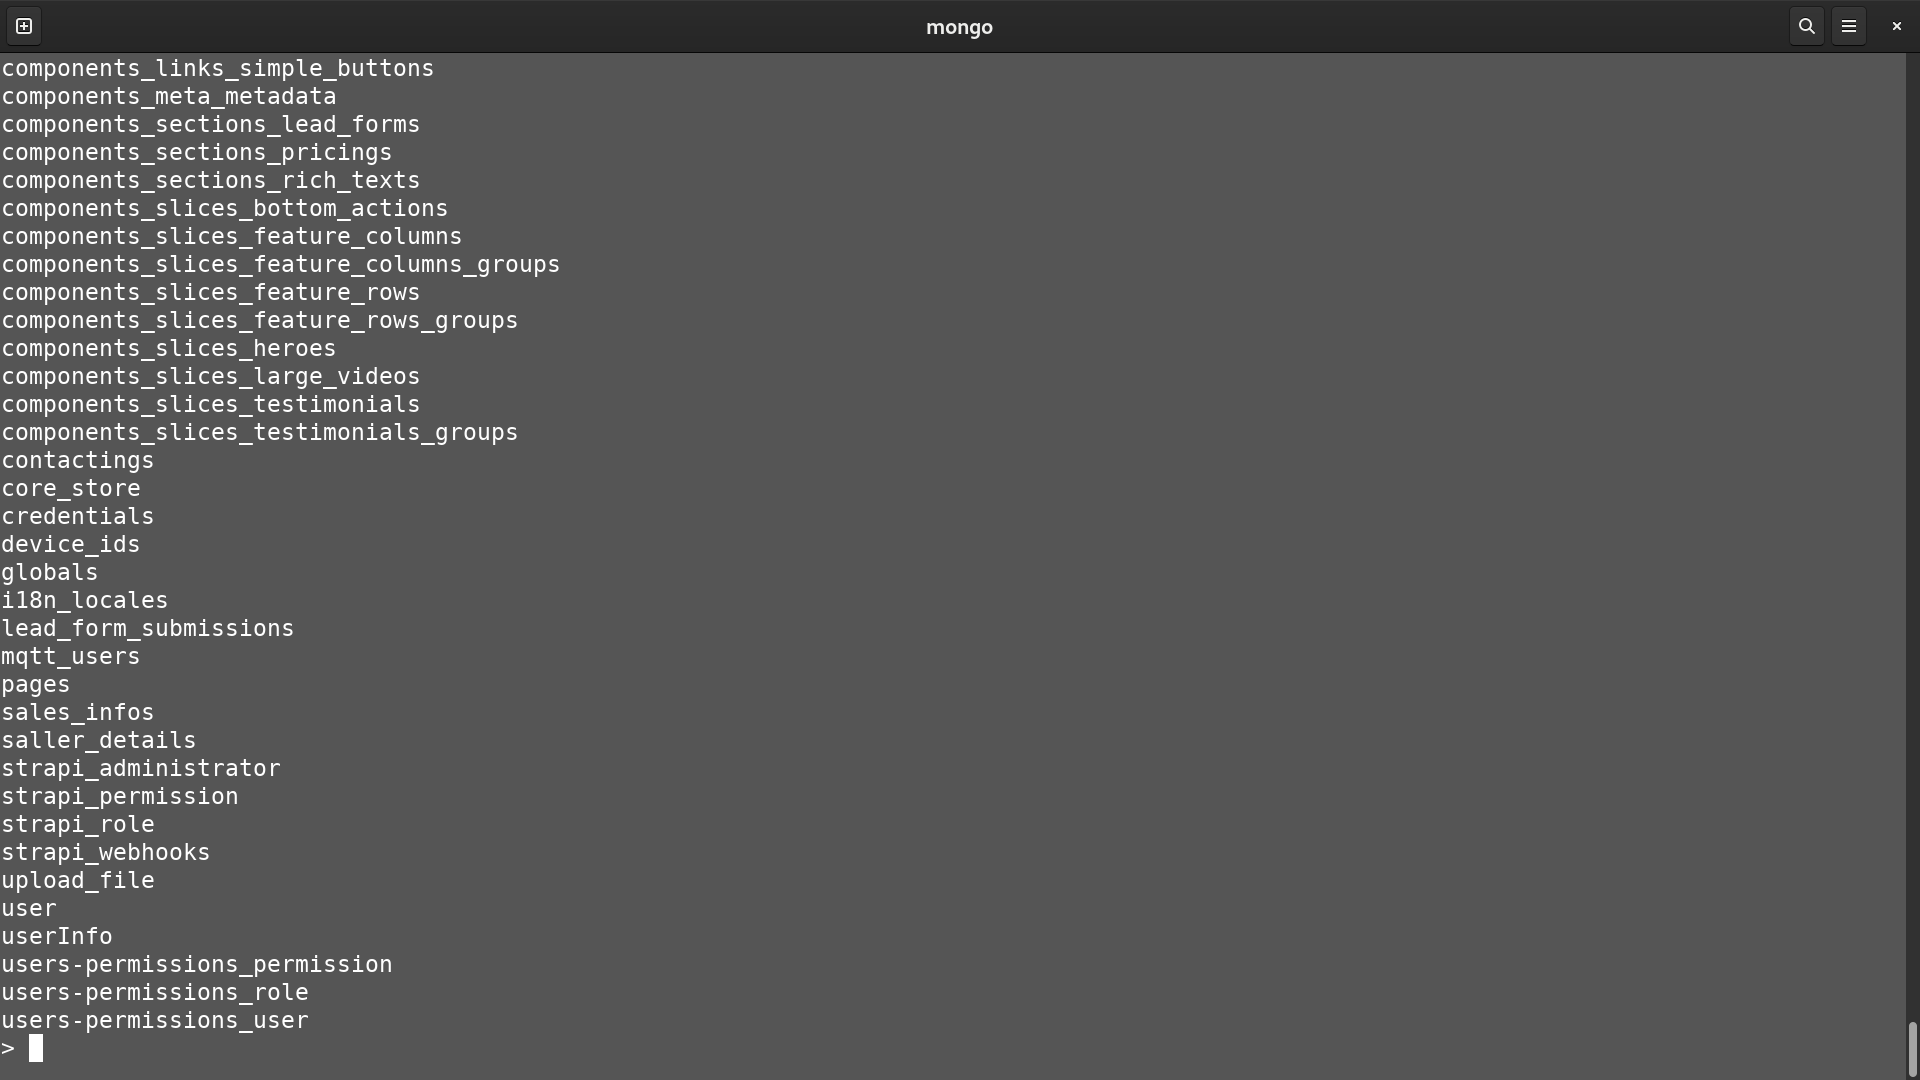 mongo
components_links_simple_buttons
components_meta_metadata
components_sections_lead_forms
components_sections_pricings
components_sections_rich_texts
components_slices_bottom_actions
components_slices_feature_columns
components_slices_feature_columns_groups
components_slices_feature_rows
components_slices_feature_rows_groups
components_slices_heroes
components_slices_large_videos
components_slices_testimonials
components_slices_testimonials_groups
contactings
core_store
credentials
device_ids
globals
i18n_locales
lead_form_submissions
mqtt_users
pages
sales_infos
saller_details
strapi_administrator
strapi_permission
strapi_role
strapi_webhooks
upload_file
user
userInfo
users-permissions_permission
users-permissions_role
users-permissions_user
>